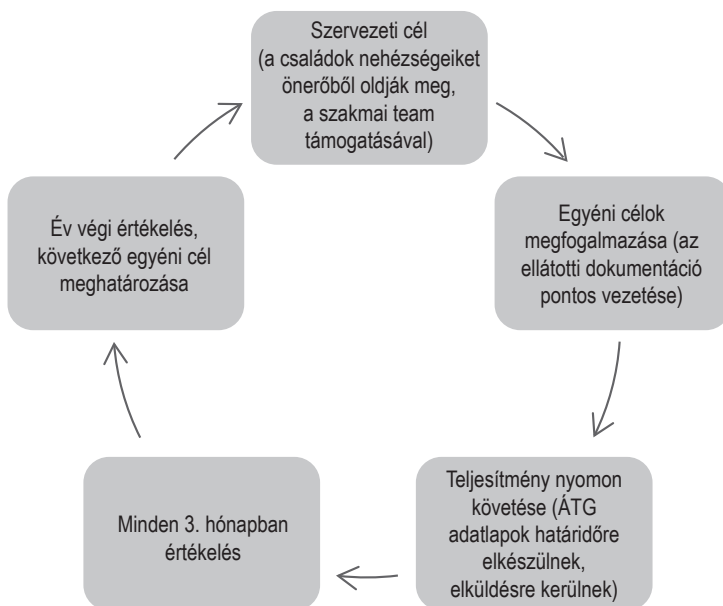 Szervezeti cél
(a családok nehézségeiket
önerőből oldják meg,
a szakmai team
támogatásával)
Egyéni célok
megfogalmazása (az
ellátotti dokumentáció
pontos vezetése)
Teljesítmény nyomon
követése (ÁTG
adatlapok határidőre
elkészülnek,
elküldésre kerülnek)
Minden 3. hónapban
értékelés
Év végi értékelés,
következő egyéni cél
meghatározása